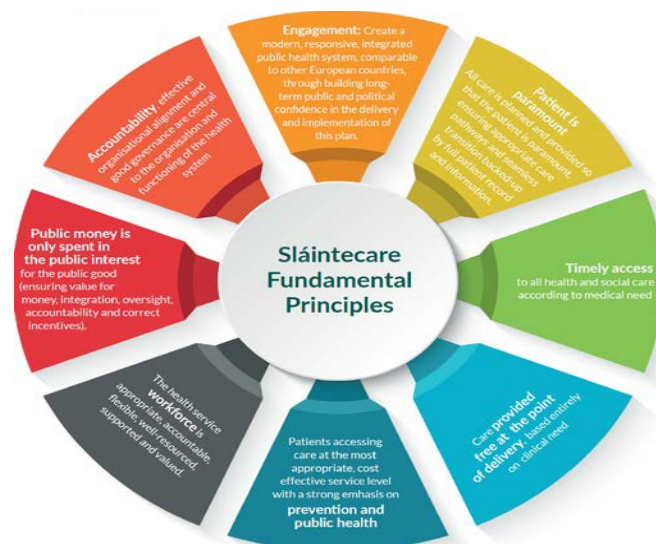 Engagement: Create a
modern, responsive, integrated
public health system, comparable
to other European countries,
through building long-
term public and political
confidence in the delivery and
implementation of
this plan.
Patient is
paramount
All care is planned and provided so
that the patient is paramount,
ensuring appropriate care
pathways and seamless
transition backed-up
by full patient record
and information.
Timely access
to all health and social care
according to medical need
Care provided
free at the point
of delivery, based entirely
on clinical need
Patients accessing
care at the most
appropriate, cost
effective service level
with a strong emhasis on
prevention and
public health
The health service
workforce is
appropriate, accountable,
flexible, well-resourced,
supported and valued.
Public money is
only spent in
the public interest
for the public good
(ensuring value for
money, integration, oversight,
accountability and correct
incentives).
Accountability, effective
organisational alignment and
good governance are central
to the organisation and
functioning of the health
system
Sláintecare
Fundamental
Principles